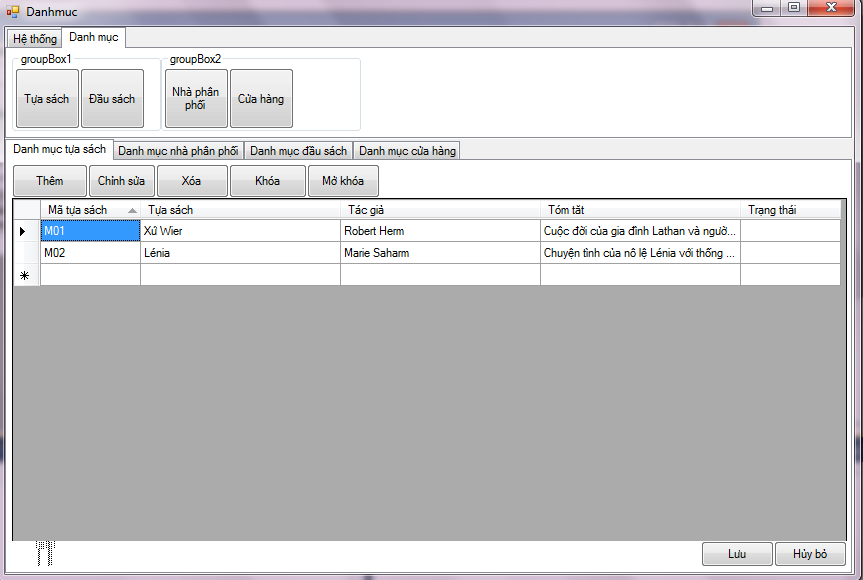 Danhmuc
Hệ thống Danh mục
groupBox1 groupBox2
Tựa sách Đầu sách Nhà phân phối Cửa hàng
Danh mục tựa sách Danh mục nhà phân phối Danh mục đầu sách Danh mục cửa hàng
Thêm Chỉnh sửa Xóa Khóa Mở khóa
Mã tựa sách Tựa sách Tác giả Tóm tắt Trạng thái
M01 Xứ Wier Robert Herm Cuộc đời của gia đình Lathan và ngườ...
M02 Lénia Marie Saharm Chuyện tình của nô lệ Lénia với thống ...
Lưu Hủy bỏ